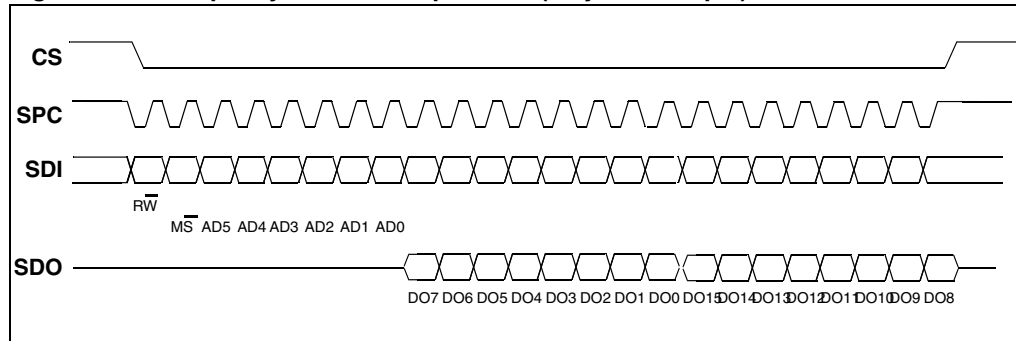 CS
SPC
SDI
RW
MS AD5 AD4 AD3 AD2 AD1 AD0
SDO
DO7 DO6 DO5 DO4 DO3 DO2 DO1 DO0 DO15 DO14 DO13 DO12 DO11 DO10 DO9 DO8